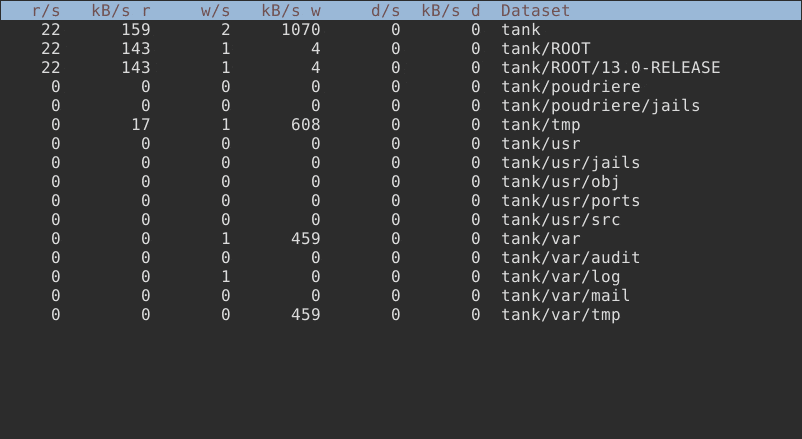 r/s kB/s r w/s kB/s w d/s kB/s d Dataset
22 159 2 1070 0 0 tank
22 143 1 4 0 0 tank/ROOT
22 143 1 4 0 0 tank/ROOT/13.0-RELEASE
0 0 0 0 0 0 tank/poudriere
0 0 0 0 0 0 tank/poudriere/jails
0 17 1 608 0 0 tank/tmp
0 0 0 0 0 0 tank/usr
0 0 0 0 0 0 tank/usr/jails
0 0 0 0 0 0 tank/usr/obj
0 0 0 0 0 0 tank/usr/ports
0 0 0 0 0 0 tank/usr/src
0 0 1 459 0 0 tank/var
0 0 0 0 0 0 tank/var/audit
0 0 1 0 0 0 tank/var/log
0 0 0 0 0 0 tank/var/mail
0 0 0 459 0 0 tank/var/tmp